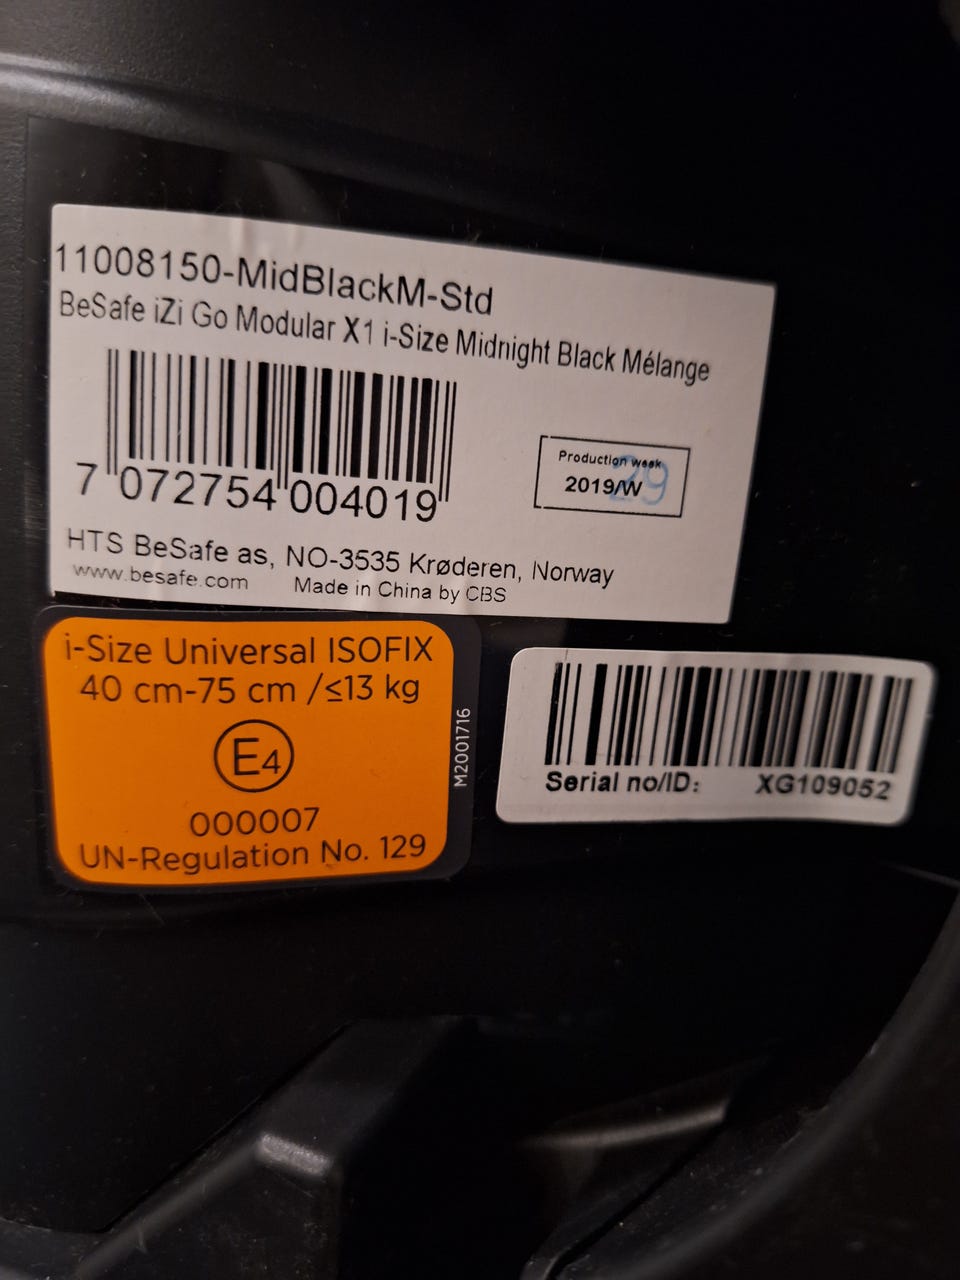 11008150-MidBlackM-Std
BeSafe iZi Go Modular X1 i-Size Midnight Black Mélange
7 072754 004019
Production week
2019/W 29
HTS BeSafe as, NO-3535 Krøderen, Norway
www.besafe.com Made in China by CBS
i-Size Universal ISOFIX
40 cm-75 cm /≤13 kg
E4
000007
UN-Regulation No. 129
M2001716
Serial no/ID: XG109052